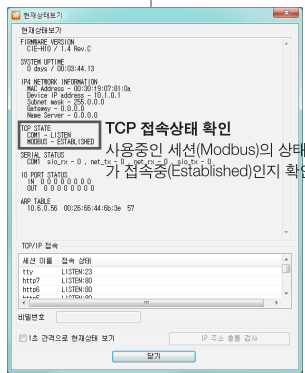 현재상태보기
현재상태보기
FIRMWARE VERSION
CIE-H10 / 1.4 Rev.C
SYSTEM UPTIME
0 days / 00:03:44.13
IP4 NETWORK INFORMATION
MAC Address - 00:30:19:07:81:0a
Device IP address - 10.1.0.1
Subnet mask - 255.0.0.0
Gateway - 0.0.0.0
Name Server - 0.0.0.0
TCP STATE
COM1 - LISTEN
MODBUS - ESTABLISHED
TCP 접속상태 확인
사용중인 세션(Modbus)의 상태
가 접속중(Established)인지 확인
SERIAL STATUS
COM1 sio_rx - 0 , net_tx - 0 , net_rx - 0 , sio_tx - 0
IO PORT STATUS
IN 0 0 0 0 0 0 0 0
OUT 0 0 0 0 0 0 0 0
ARP TABLE
10.6.0.56 00:26:66:44:6b:3e 57
TCP/IP 접속
세션 이름 접속 상태
tty LISTEN:23
http7 LISTEN:80
http6 LISTEN:80
http5 LISTEN:80
비밀번호
1초 간격으로 현재상태 보기
IP 주소 충돌 검사
닫기